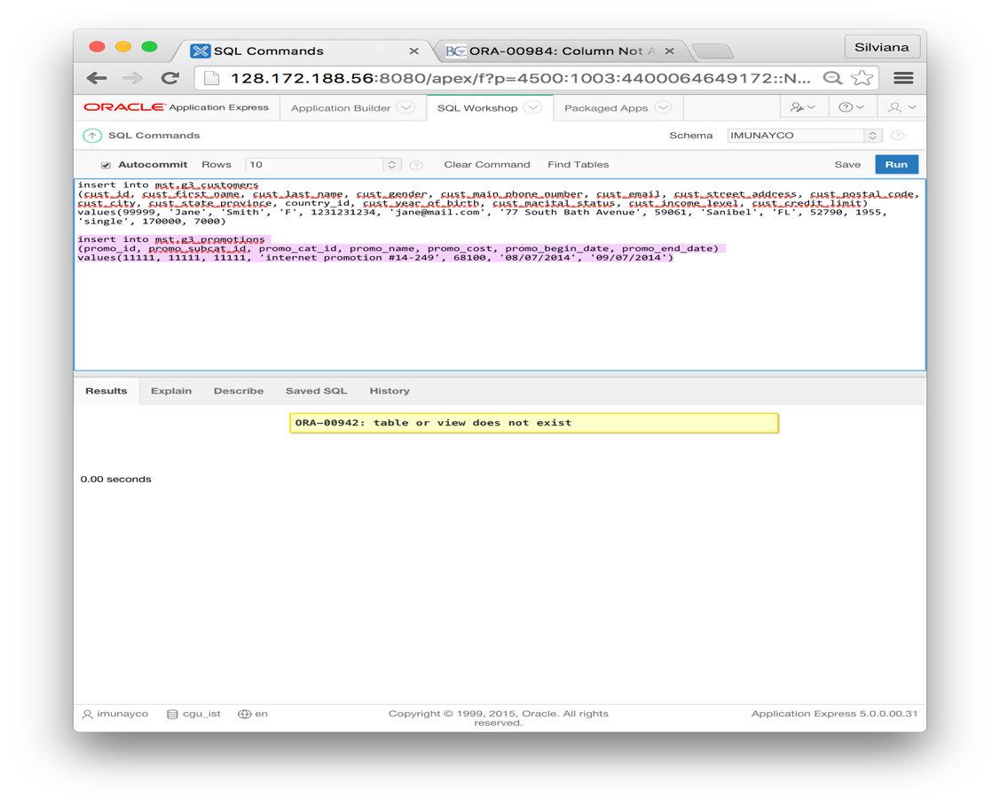 SQL Commands
ORA-00984: Column Not A
Silviana
128.172.188.56:8080/apex/f?p=4500:1003:4400064649172::N...
ORACLE Application Express Application Builder SQL Workshop Packaged Apps
SQL Commands Schema IMUNAYCO
Autocommit Rows 10 Clear Command Find Tables Save Run
insert into mst.g3_customers
(cust_id, cust_first_name, cust_last_name, cust_gender, cust_main_phone_number, cust_email, cust_street_address, cust_postal_code,
cust_city, cust_state_province, country_id, cust_year_of_birth, cust_marital_status, cust_income_level, cust_credit_limit)
values(99999, 'Jane', 'Smith', 'F', 1231231234, 'jane@mail.com', '77 South Bath Avenue', 59061, 'Sanibel', 'FL', 52790, 1955,
'single', 170000, 7000)
insert into mst.g3_promotions
(promo_id, promo_subcat_id, promo_cat_id, promo_name, promo_cost, promo_begin_date, promo_end_date)
values(11111, 11111, 11111, 'internet promotion #14-249', 68100, '08/07/2014', '09/07/2014')
Results Explain Describe Saved SQL History
ORA-00942: table or view does not exist
0.00 seconds
imunayco cgu_ist en Copyright © 1999, 2015, Oracle. All rights Application Express 5.0.0.00.31
reserved.